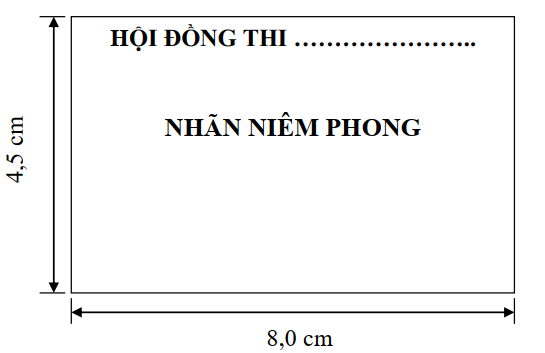 HỘI ĐỒNG THI ……………………..
NHÃN NIÊM PHONG
4,5 cm
8,0 cm